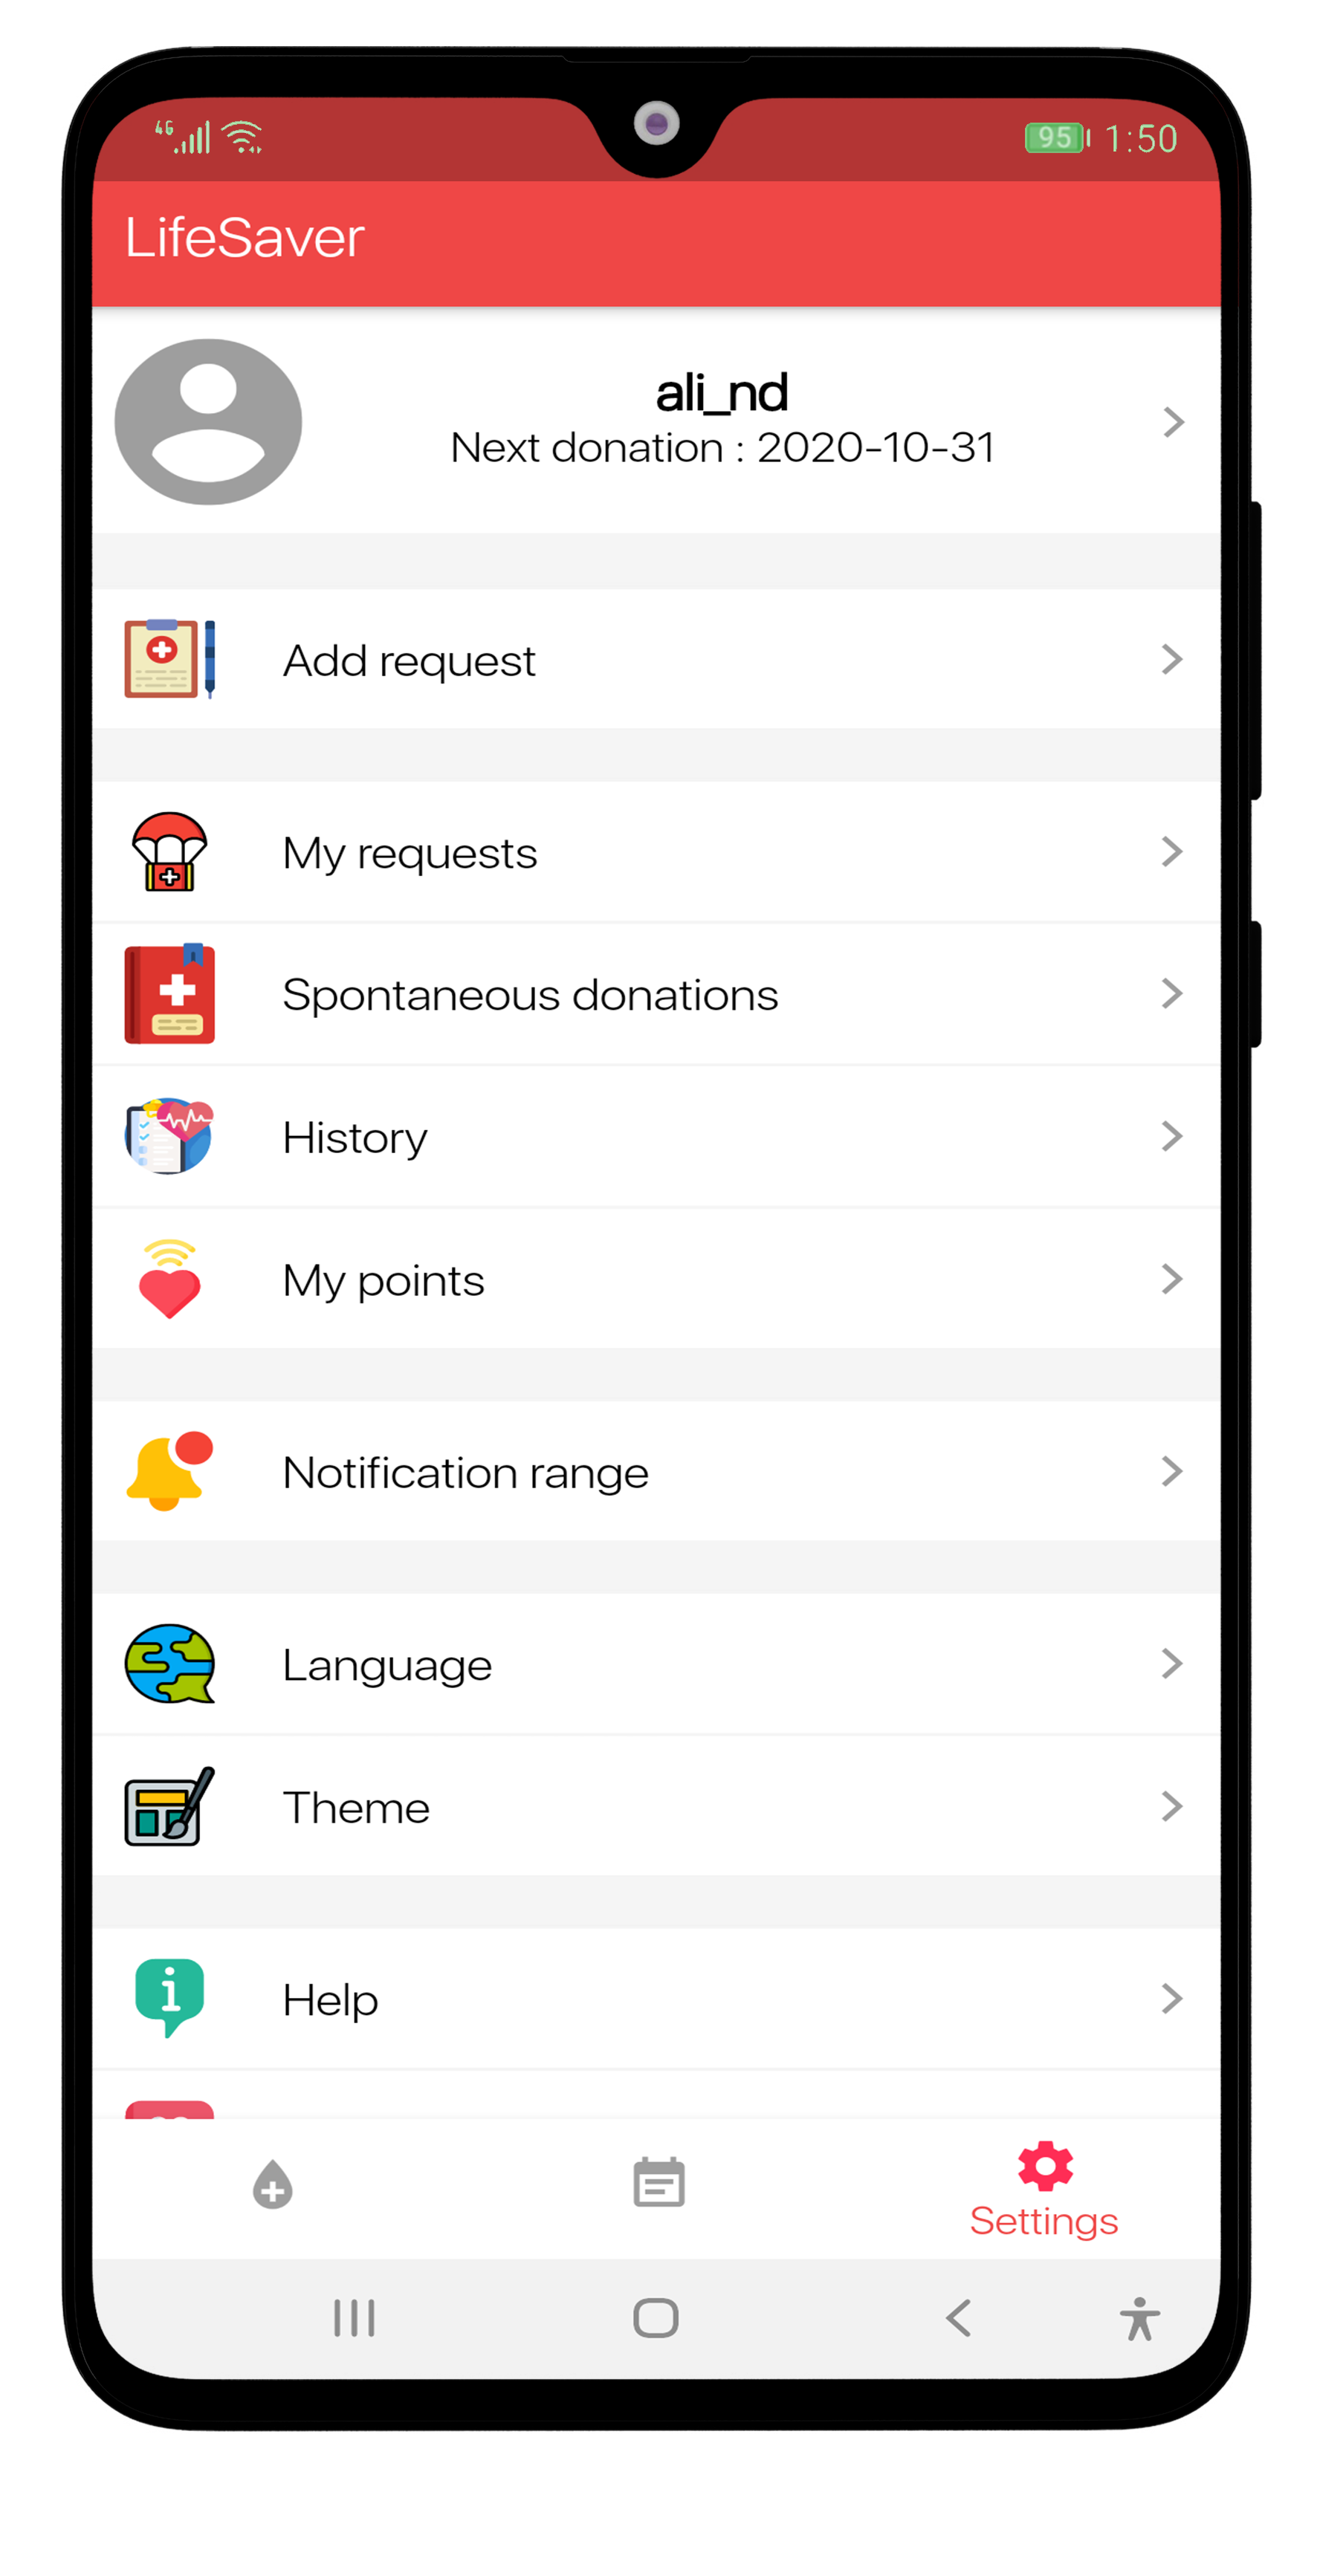 4G
95 1:50
LifeSaver
ali_nd
Next donation : 2020-10-31
Add request
My requests
Spontaneous donations
History
My points
Notification range
Language
Theme
i
Help
Settings